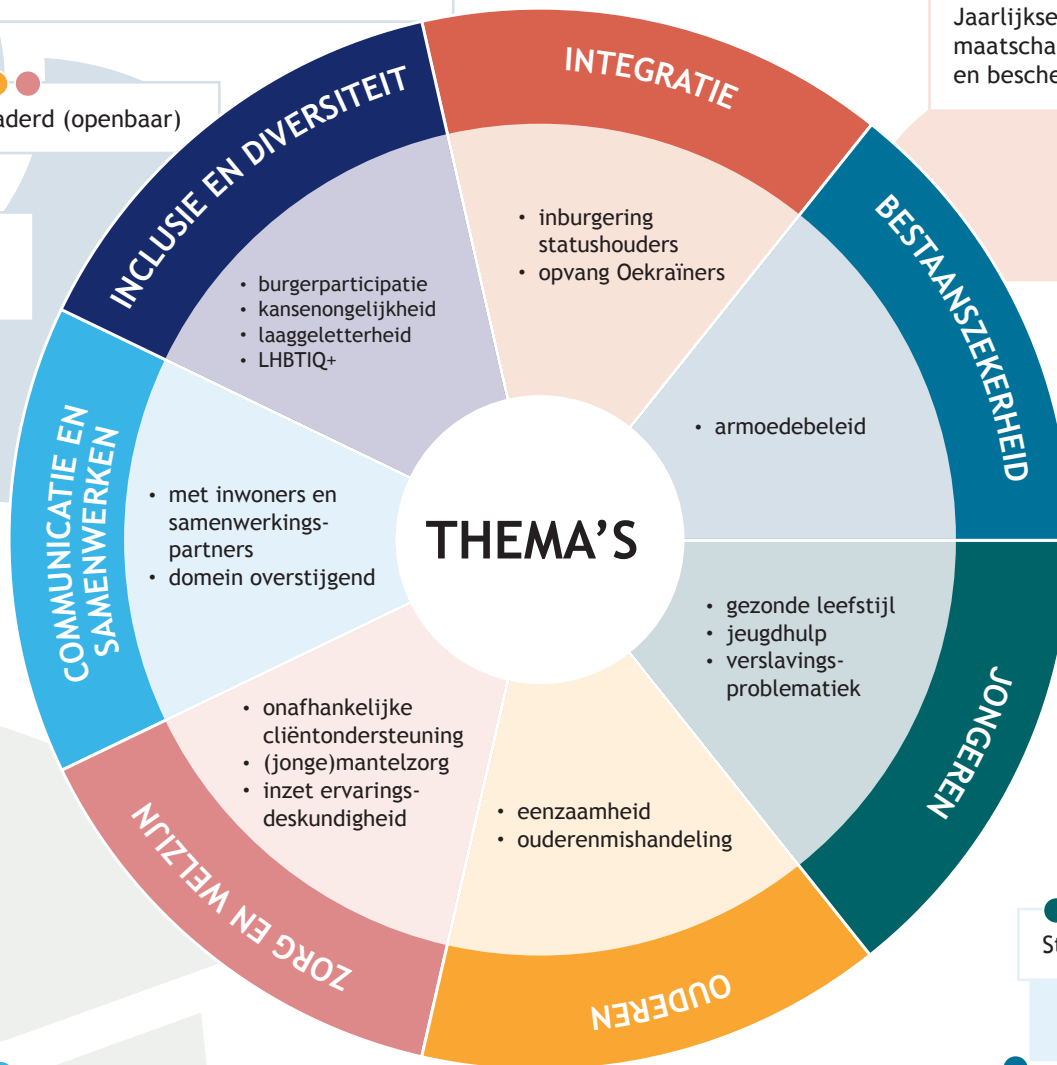 Jaarlijkse
maatscha
en besche
aderd (openbaar)
INTEGRATIE
• inburgering
statushouders
• opvang Oekraïners
BESTAANSZEKERHEID
• armoedebeleid
JONGEREN
• gezonde leefstijl
• jeugdhulp
• verslavings-
problematiek
OUDEREN
• eenzaamheid
• ouderenmishandeling
ZORG EN WELZIJN
• onafhankelijke
cliëntondersteuning
• (jonge)mantelzorg
• inzet ervarings-
deskundigheid
COMMUNICATIE EN
SAMENWERKEN
• met inwoners en
samenwerkings-
partners
• domein overstijgend
INCLUSIE EN DIVERSITEIT
• burgerparticipatie
• kansenongelijkheid
• laaggeletterheid
• LHBTIQ+
THEMA'S
St